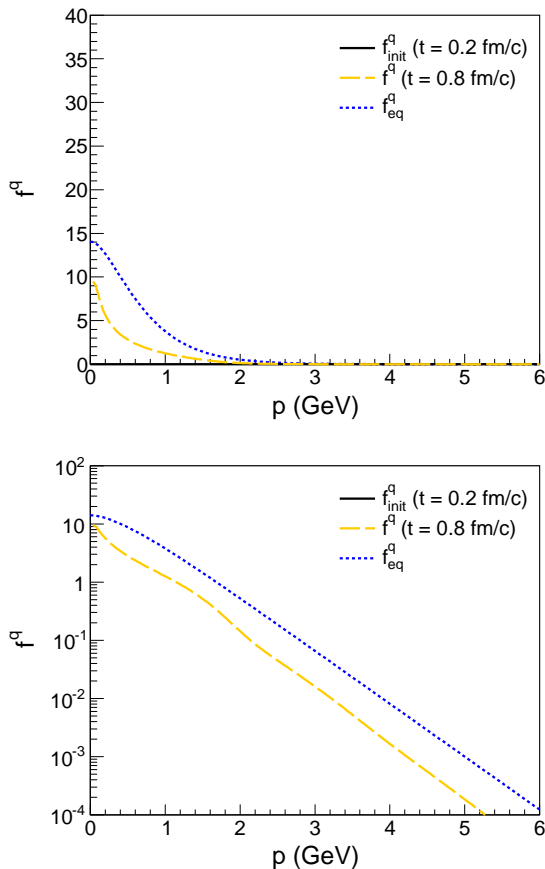 f^q_init (t = 0.2 fm/c)
f^q (t = 0.8 fm/c)
f^q_eq
40
35
30
25
20
15
10
5
0
f^q
0 1 2 3 4 5 6
p (GeV)
f^q_init (t = 0.2 fm/c)
f^q (t = 0.8 fm/c)
f^q_eq
10^2
10
1
10^-1
10^-2
10^-3
10^-4
f^q
0 1 2 3 4 5 6
p (GeV)